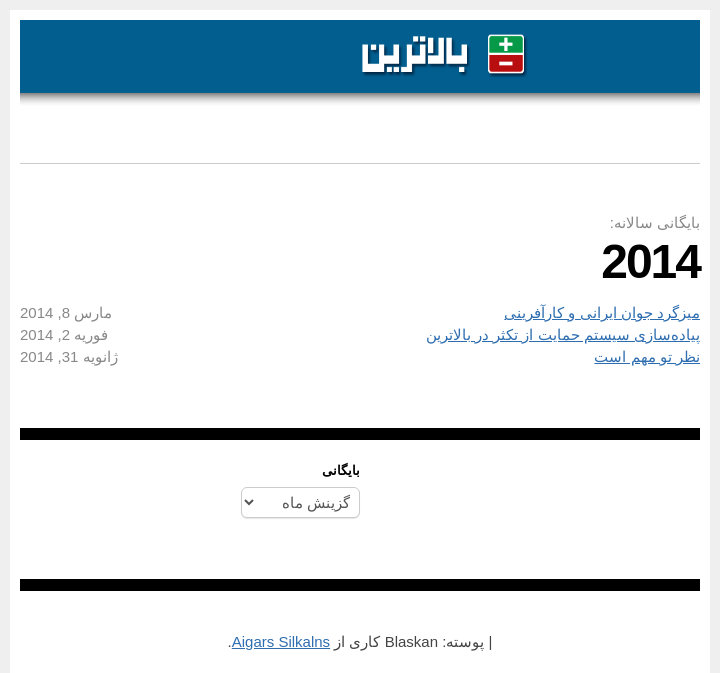 بالاترین
بایگانی سالانه:
2014
میزگرد جوان ایرانی و کارآفرینی مارس 8, 2014
پیاده‌سازی سیستم حمایت از تکثر در بالاترین فوریه 2, 2014
نظر تو مهم است ژانویه 31, 2014
بایگانی
گزینش ماه
| پوسته: Blaskan کاری از Aigars Silkalns.